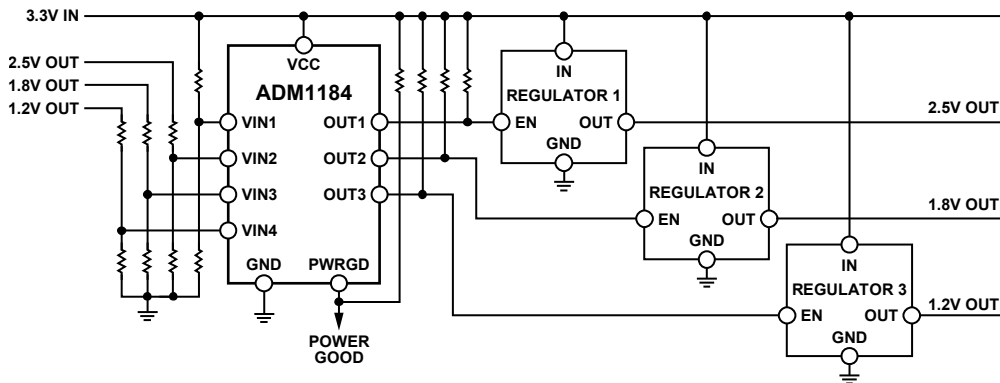 3.3V IN
2.5V OUT
1.8V OUT
1.2V OUT
VCC
ADM1184
VIN1
VIN2
VIN3
VIN4
OUT1
OUT2
OUT3
GND
PWRGD
POWER
GOOD
IN
REGULATOR 1
EN
OUT
GND
2.5V OUT
IN
REGULATOR 2
EN
OUT
GND
1.8V OUT
IN
REGULATOR 3
EN
OUT
GND
1.2V OUT